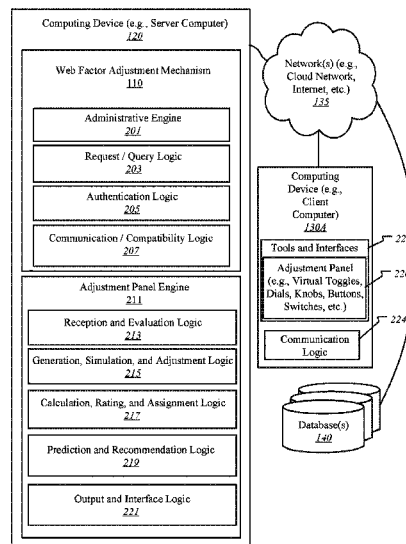 Computing Device (e.g., Server Computer)
120
Web Factor Adjustment Mechanism
110
Administrative Engine
201
Request / Query Logic
203
Authentication Logic
205
Communication / Compatibility Logic
207
Adjustment Panel Engine
211
Reception and Evaluation Logic
213
Generation, Simulation, and Adjustment Logic
215
Calculation, Rating, and Assignment Logic
217
Prediction and Recommendation Logic
219
Output and Interface Logic
221
Network(s) (e.g.,
Cloud Network,
Internet, etc.)
135
Computing
Device (e.g.,
Client
Computer)
130A
Tools and Interfaces
Adjustment Panel
(e.g., Virtual Toggles,
Dials, Knobs, Buttons,
Switches, etc.)
224
Communication
Logic
Database(s)
140